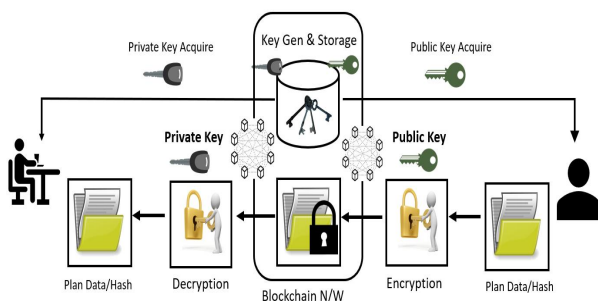 Key Gen & Storage
Private Key Acquire
Public Key Acquire
Private Key
Public Key
Plan Data/Hash
Decryption
Blockchain N/W
Encryption
Plan Data/Hash